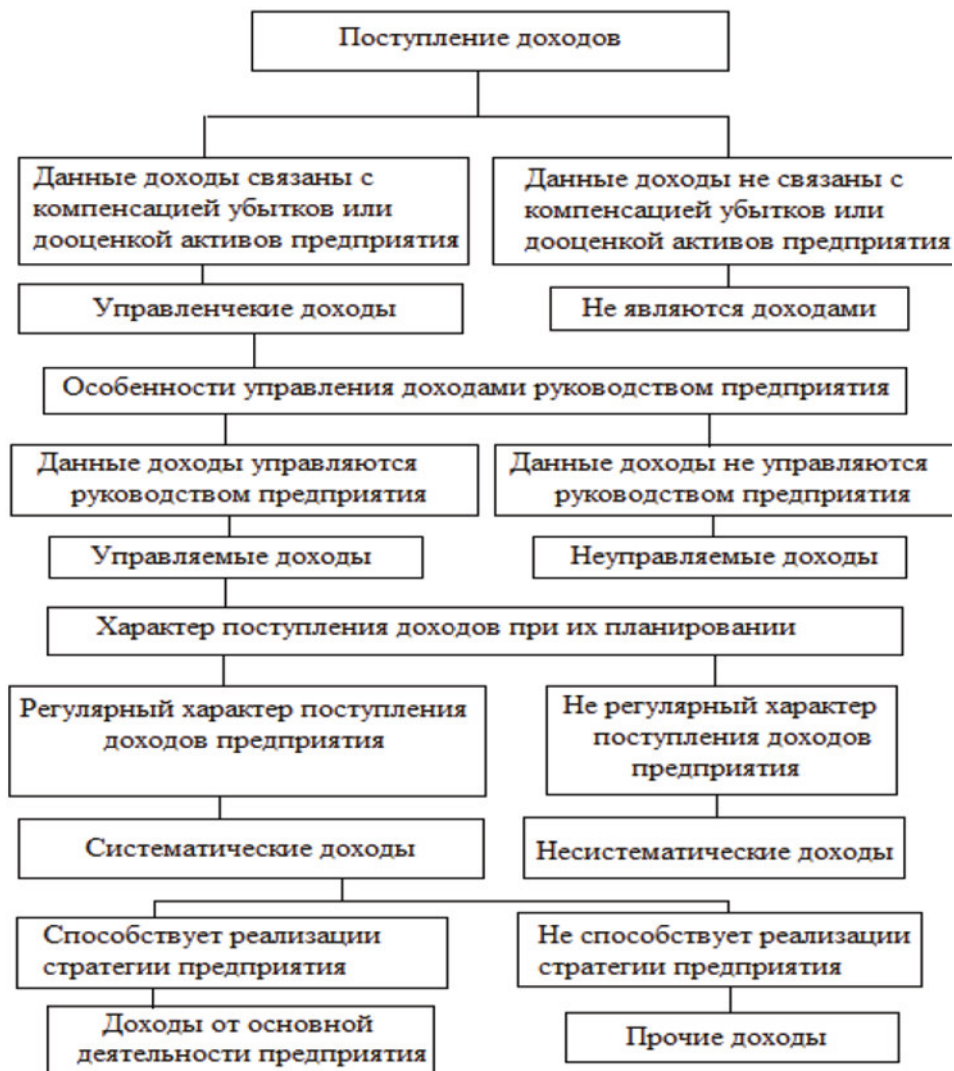 Поступление доходов
Данные доходы связаны с
компенсацией убытков или
дооценкой активов предприятия
Данные доходы не связаны с
компенсацией убытков или
дооценкой активов предприятия
Управленчекие доходы
Не являются доходами
Особенности управления доходами руководством предприятия
Данные доходы управляются
руководством предприятия
Данные доходы не управляются
руководством предприятия
Управляемые доходы
Неуправляемые доходы
Характер поступления доходов при их планировании
Регулярный характер поступления
доходов предприятия
Не регулярный характер
поступления доходов
предприятия
Систематические доходы
Несистематические доходы
Способствует реализации
стратегии предприятия
Не способствует реализации
стратегии предприятия
Доходы от основной
деятельности предприятия
Прочие доходы